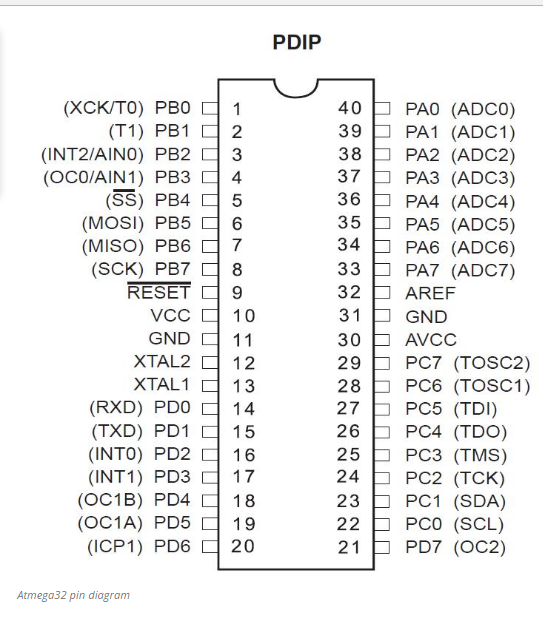 PDIP
(XCK/T0) PB0 1 40 PA0 (ADC0)
(T1) PB1 2 39 PA1 (ADC1)
(INT2/AIN0) PB2 3 38 PA2 (ADC2)
(OC0/AIN1) PB3 4 37 PA3 (ADC3)
(SS) PB4 5 36 PA4 (ADC4)
(MOSI) PB5 6 35 PA5 (ADC5)
(MISO) PB6 7 34 PA6 (ADC6)
(SCK) PB7 8 33 PA7 (ADC7)
RESET 9 32 AREF
VCC 10 31 GND
GND 11 30 AVCC
XTAL2 12 29 PC7 (TOSC2)
XTAL1 13 28 PC6 (TOSC1)
(RXD) PD0 14 27 PC5 (TDI)
(TXD) PD1 15 26 PC4 (TDO)
(INT0) PD2 16 25 PC3 (TMS)
(INT1) PD3 17 24 PC2 (TCK)
(OC1B) PD4 18 23 PC1 (SDA)
(OC1A) PD5 19 22 PC0 (SCL)
(ICP1) PD6 20 21 PD7 (OC2)
Atmega32 pin diagram